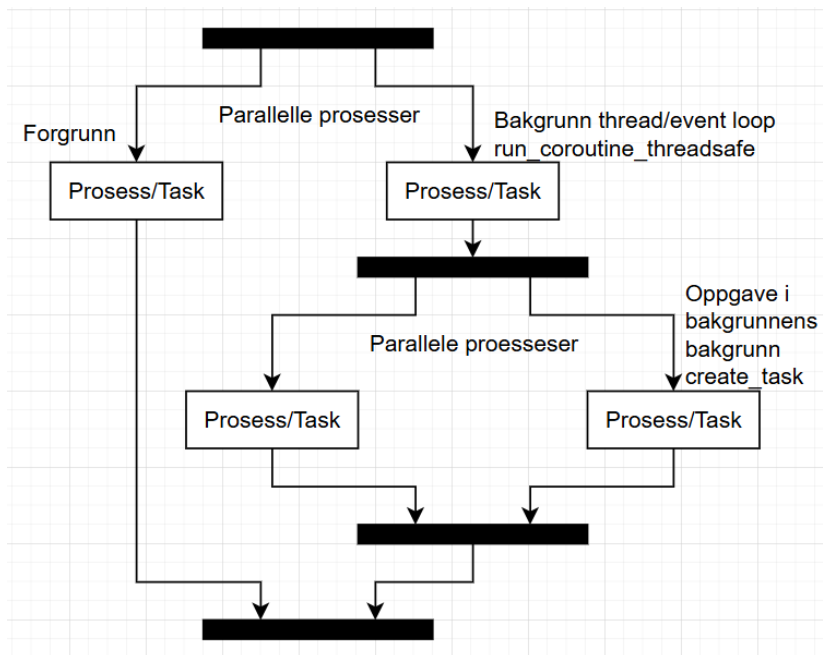 Parallelle prosesser
Forgrunn
Bakgrunn thread/event loop
run_coroutine_threadsafe
Prosess/Task
Prosess/Task
Parallele proesseser
Oppgave i
bakgrunnens
bakgrunn
create_task
Prosess/Task
Prosess/Task